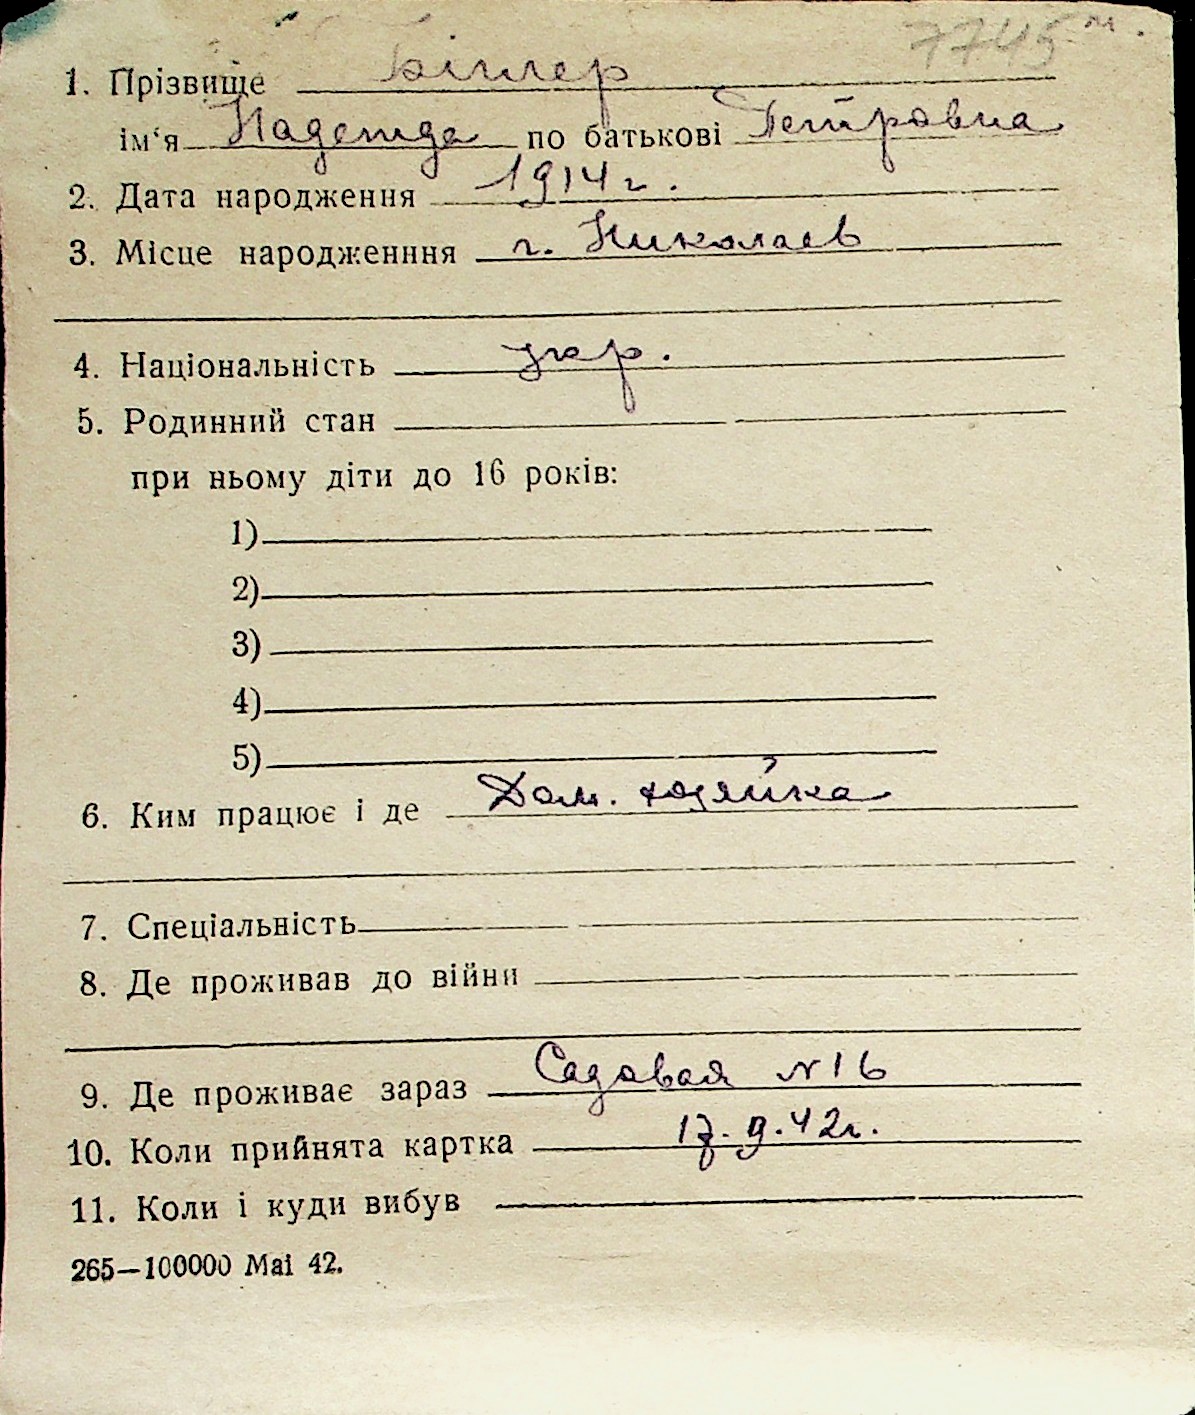 7745
1. Прізвище Біллер
ім‘я Надежда по батькові Петровна
2. Дата народження 1914 г.
3. Місце народженння г. Николаев
4. Національність укр.
5. Родинний стан
при ньому діти до 16 років:
1)
2)
3)
4)
5)
6. Ким працює і де Дом. хозяйка
7. Спеціальність
8. Де проживав до війни
9. Де проживає зараз Садовая №16
10. Коли прийнята картка 17.9.42г.
11. Коли і куди вибув
265—100000 Mai 42.